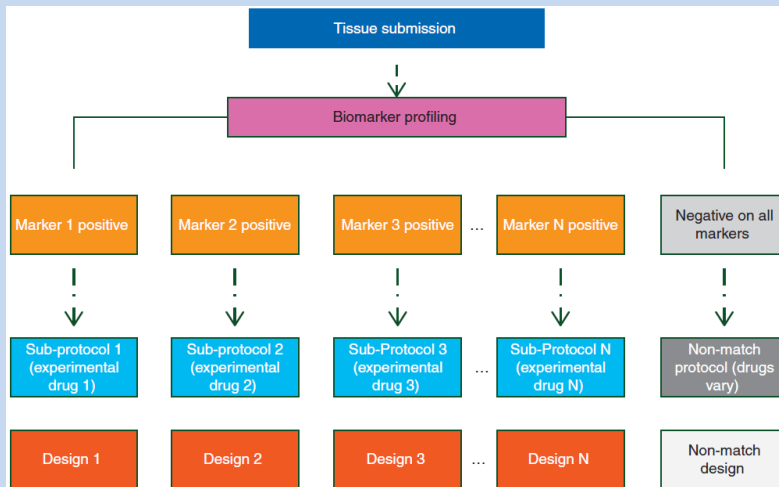 Tissue submission
Biomarker profiling
Marker 1 positive
Marker 2 positive
Marker 3 positive
...
Marker N positive
Negative on all
markers
Sub-protocol 1
(experimental
drug 1)
Sub-protocol 2
(experimental
drug 2)
Sub-Protocol 3
(experimental
drug 3)
...
Sub-Protocol N
(experimental
drug N)
Non-match
protocol (drugs
vary)
Design 1
Design 2
Design 3
...
Design N
Non-match
design